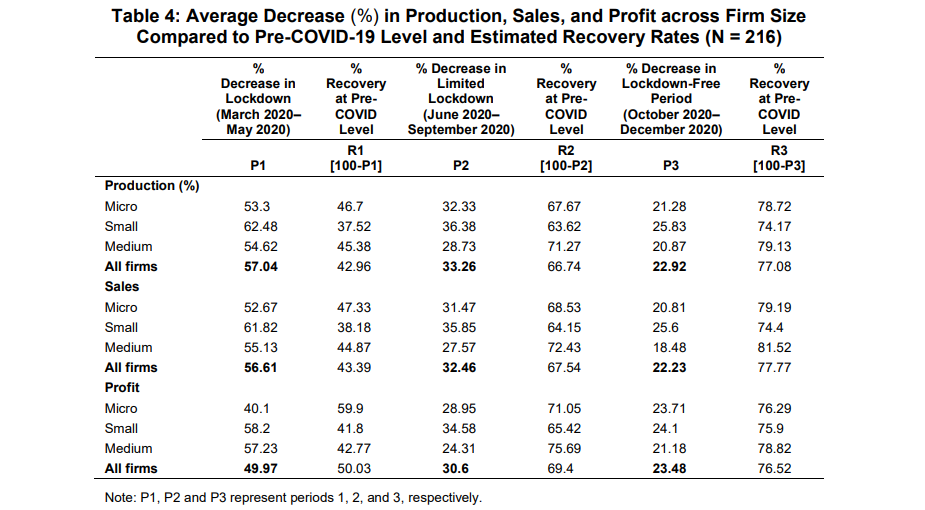 Table 4: Average Decrease (%) in Production, Sales, and Profit across Firm Size
Compared to Pre-COVID-19 Level and Estimated Recovery Rates (N = 216)
% Decrease in Lockdown (March 2020–May 2020) % Recovery at Pre-COVID Level % Decrease in Limited Lockdown (June 2020–September 2020) % Recovery at Pre-COVID Level % Decrease in Lockdown-Free Period (October 2020–December 2020) % Recovery at Pre-COVID Level
P1 R1 [100-P1] P2 R2 [100-P2] P3 R3 [100-P3]
Production (%)
Micro 53.3 46.7 32.33 67.67 21.28 78.72
Small 62.48 37.52 36.38 63.62 25.83 74.17
Medium 54.62 45.38 28.73 71.27 20.87 79.13
All firms 57.04 42.96 33.26 66.74 22.92 77.08
Sales
Micro 52.67 47.33 31.47 68.53 20.81 79.19
Small 61.82 38.18 35.85 64.15 25.6 74.4
Medium 55.13 44.87 27.57 72.43 18.48 81.52
All firms 56.61 43.39 32.46 67.54 22.23 77.77
Profit
Micro 40.1 59.9 28.95 71.05 23.71 76.29
Small 58.2 41.8 34.58 65.42 24.1 75.9
Medium 57.23 42.77 24.31 75.69 21.18 78.82
All firms 49.97 50.03 30.6 69.4 23.48 76.52
Note: P1, P2 and P3 represent periods 1, 2, and 3, respectively.